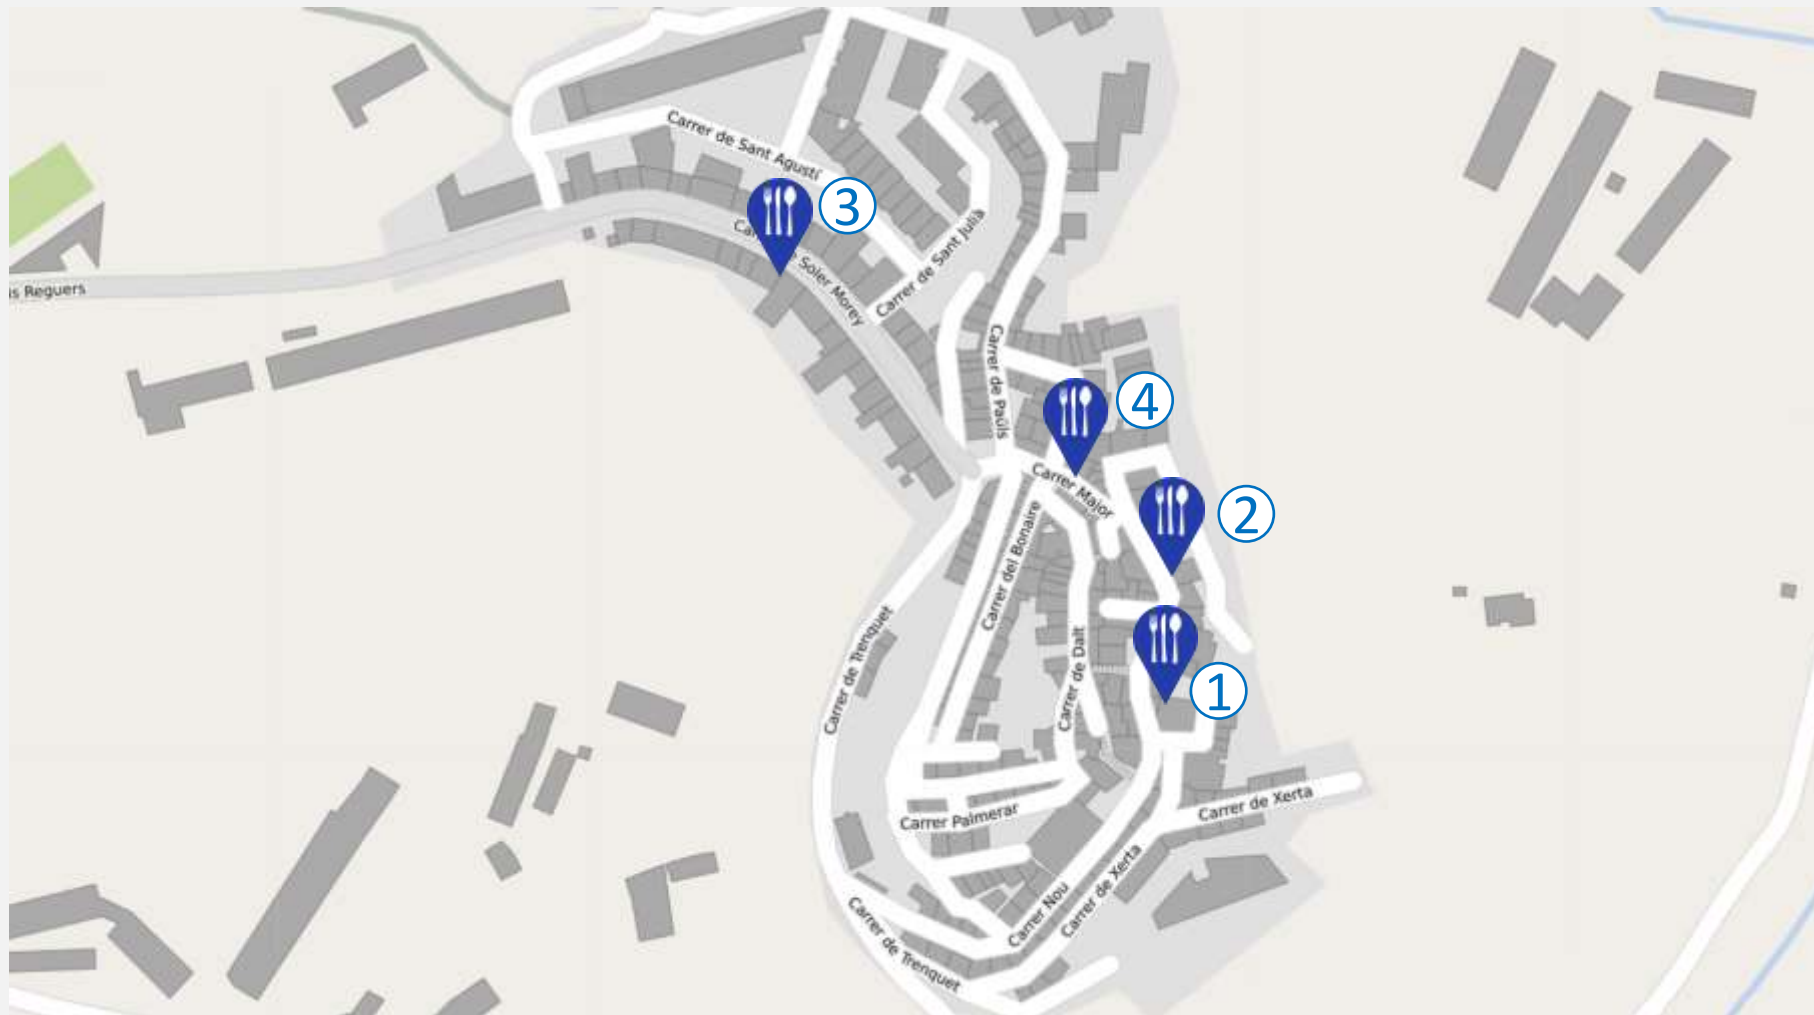 Carrer de Sant Agustí
3
Carrer de Sant Julià
Soler Morey
is Reguers
Carrer de Paüls
4
Carrer Major
2
Carrer del Bonaire
Carrer de Trenquet
Carrer de Dalt
1
Carrer de Xerta
Carrer Palmerar
Carrer Nou
Carrer de Xerta
Carrer de Trenquet